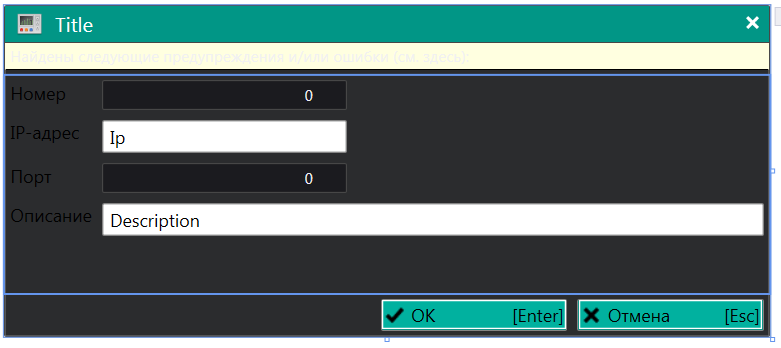 Title
Найдены следующие предупреждения и/или ошибки (см. здесь):
Номер 0
IP-адрес Ip
Порт 0
Описание Description
OK [Enter] Отмена [Esc]